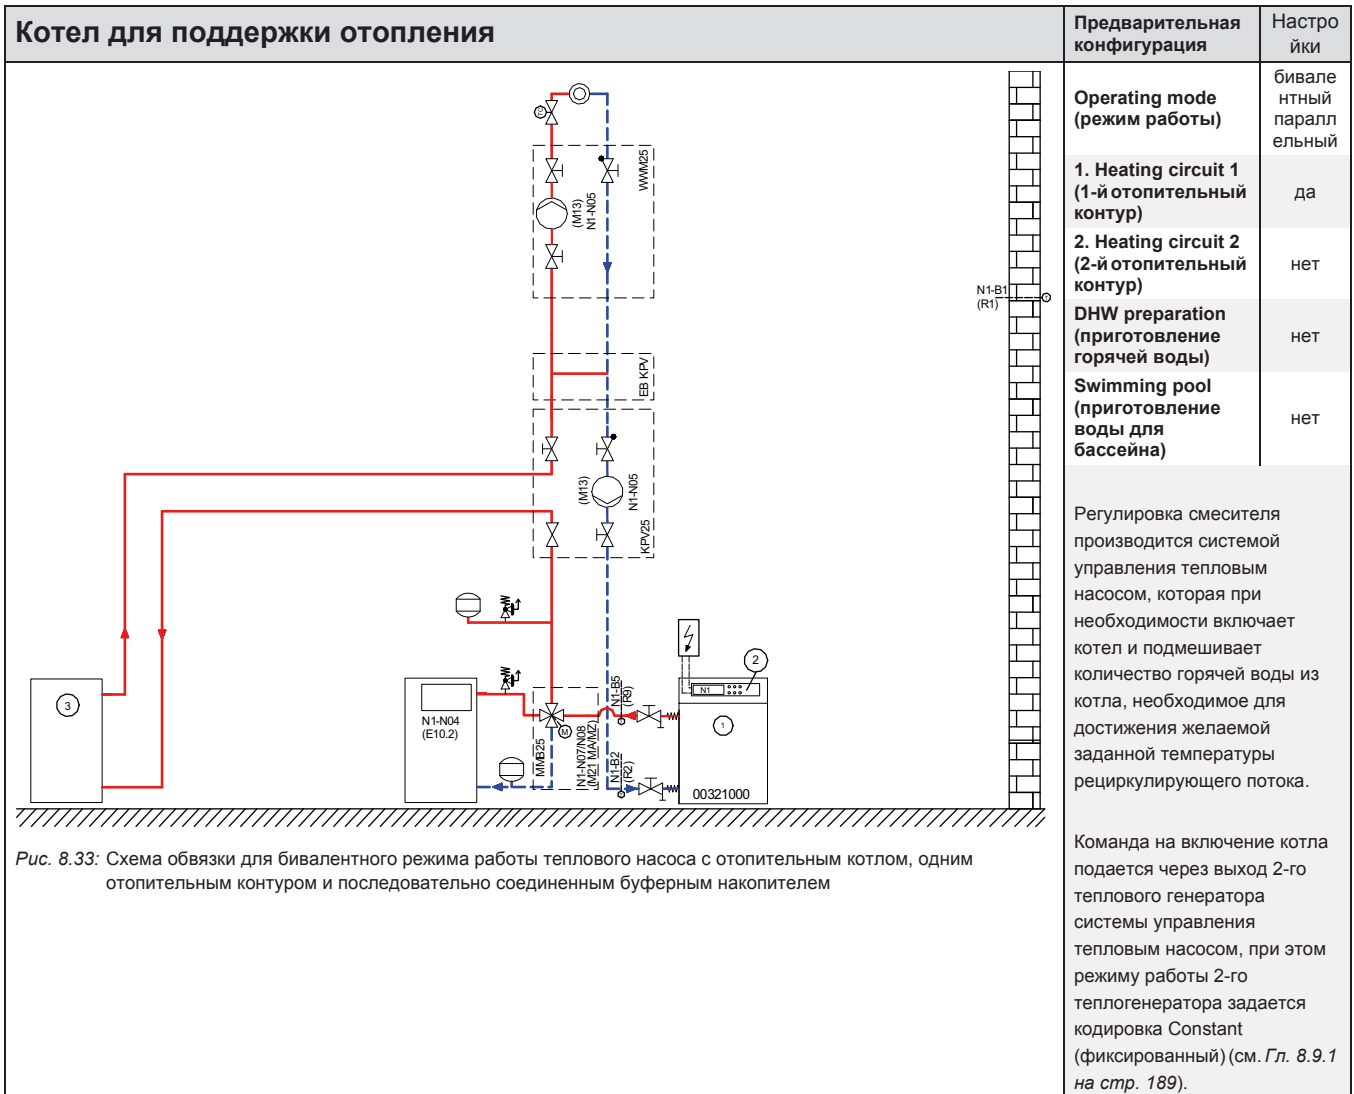 Котел для поддержки отопления
Предварительная
конфигурация
Настро
йки
Operating mode
(режим работы)
бивале
нтный
паралл
ельный
1. Heating circuit 1
(1-й отопительный
контур)
да
2. Heating circuit 2
(2-й отопительный
контур)
нет
DHW preparation
(приготовление
горячей воды)
нет
Swimming pool
(приготовление
воды для
бассейна)
нет
Регулировка смесителя
производится системой
управления тепловым
насосом, которая при
необходимости включает
котел и подмешивает
количество горячей воды из
котла, необходимое для
достижения желаемой
заданной температуры
рециркулирующего потока.
Команда на включение котла
подается через выход 2-го
теплового генератора
системы управления
тепловым насосом, при этом
режиму работы 2-го
теплогенератора задается
кодировка Constant
(фиксированный) (см. Гл. 8.9.1
на стр. 189).
TC
WWM25
(M13)
N1-N05
N1-B1
(R1)
T
EB KPV
(M13)
N1-N05
KPV25
3
N1-N04
(E10.2)
MMB25
M
N1-N07/N08
(M21 MA/MZ)
N1-B5
(R9)
N1-B2
(R2)
N1
2
1
00321000
Рис. 8.33: Схема обвязки для бивалентного режима работы теплового насоса с отопительным котлом, одним
отопительным контуром и последовательно соединенным буферным накопителем